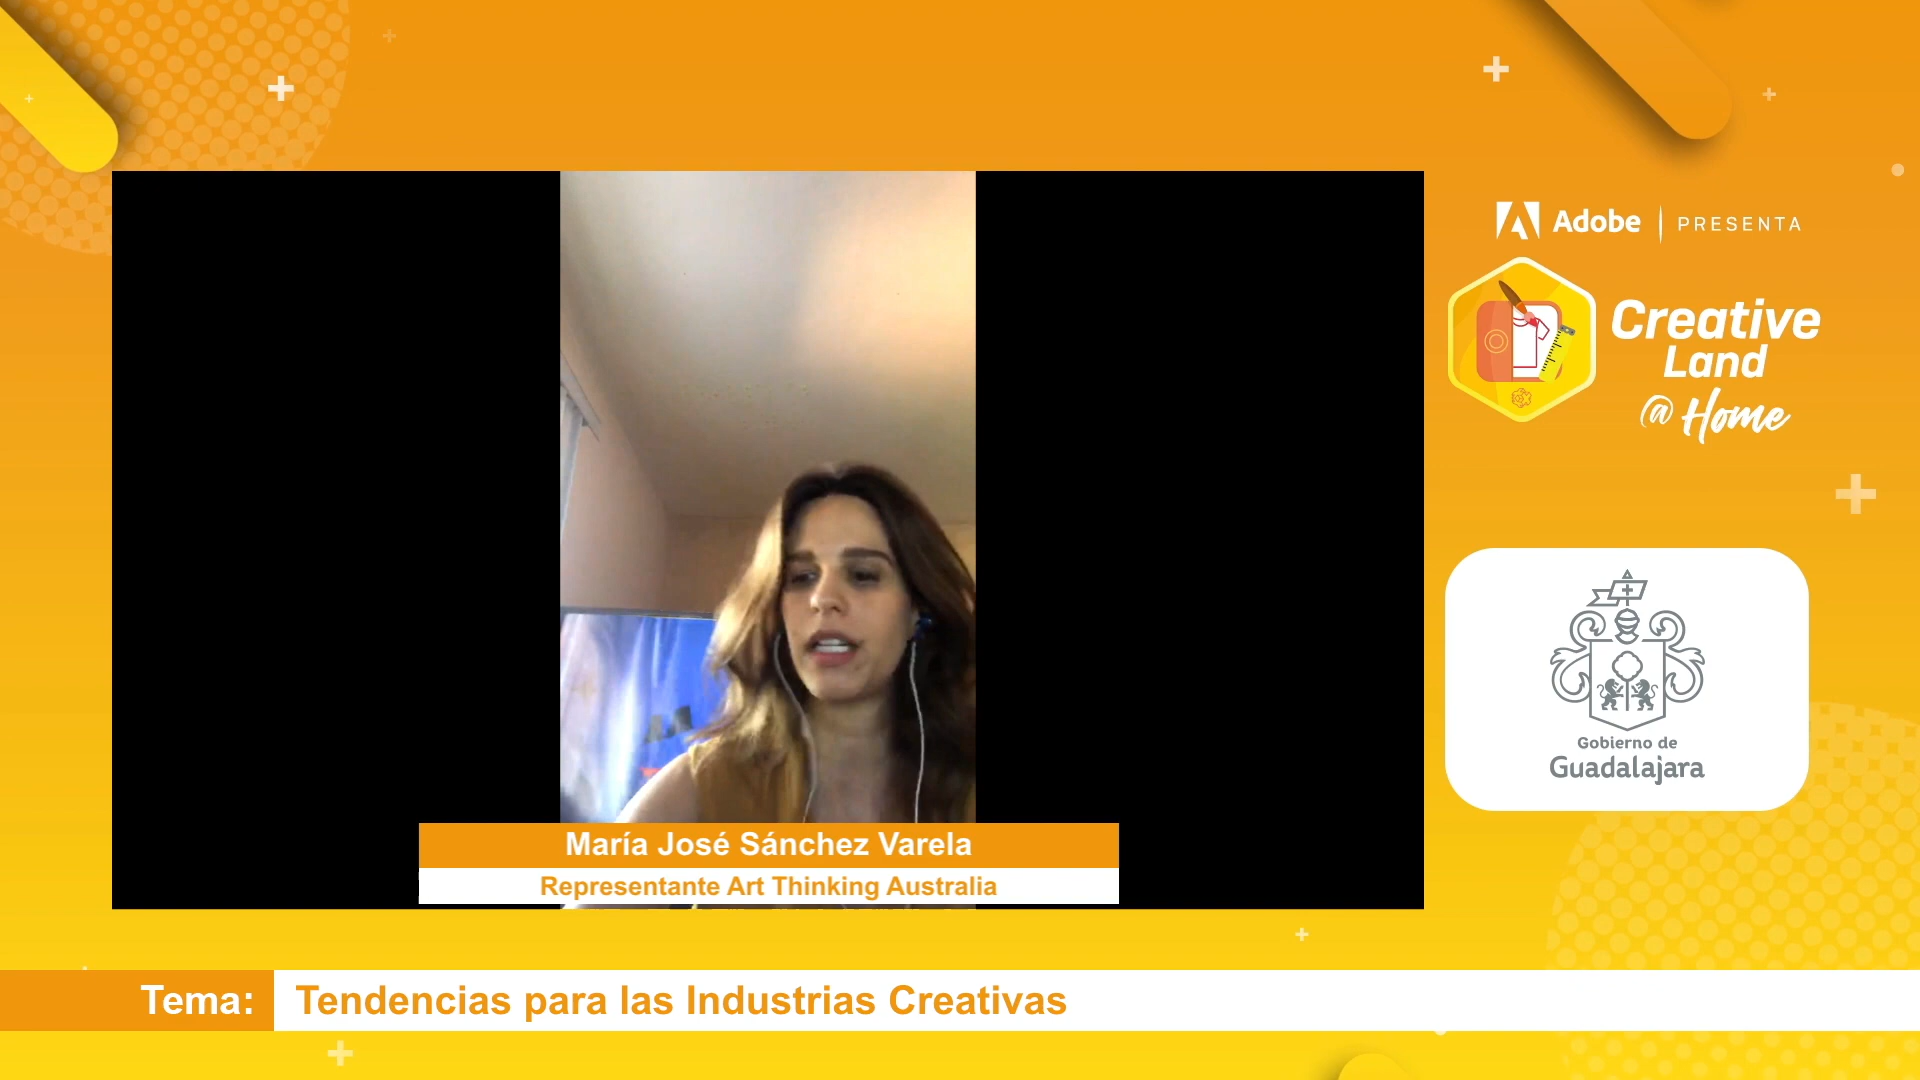 Adobe | PRESENTA
Creative
Land
@ Home
Gobierno de
Guadalajara
María José Sánchez Varela
Representante Art Thinking Australia
Tema: Tendencias para las Industrias Creativas